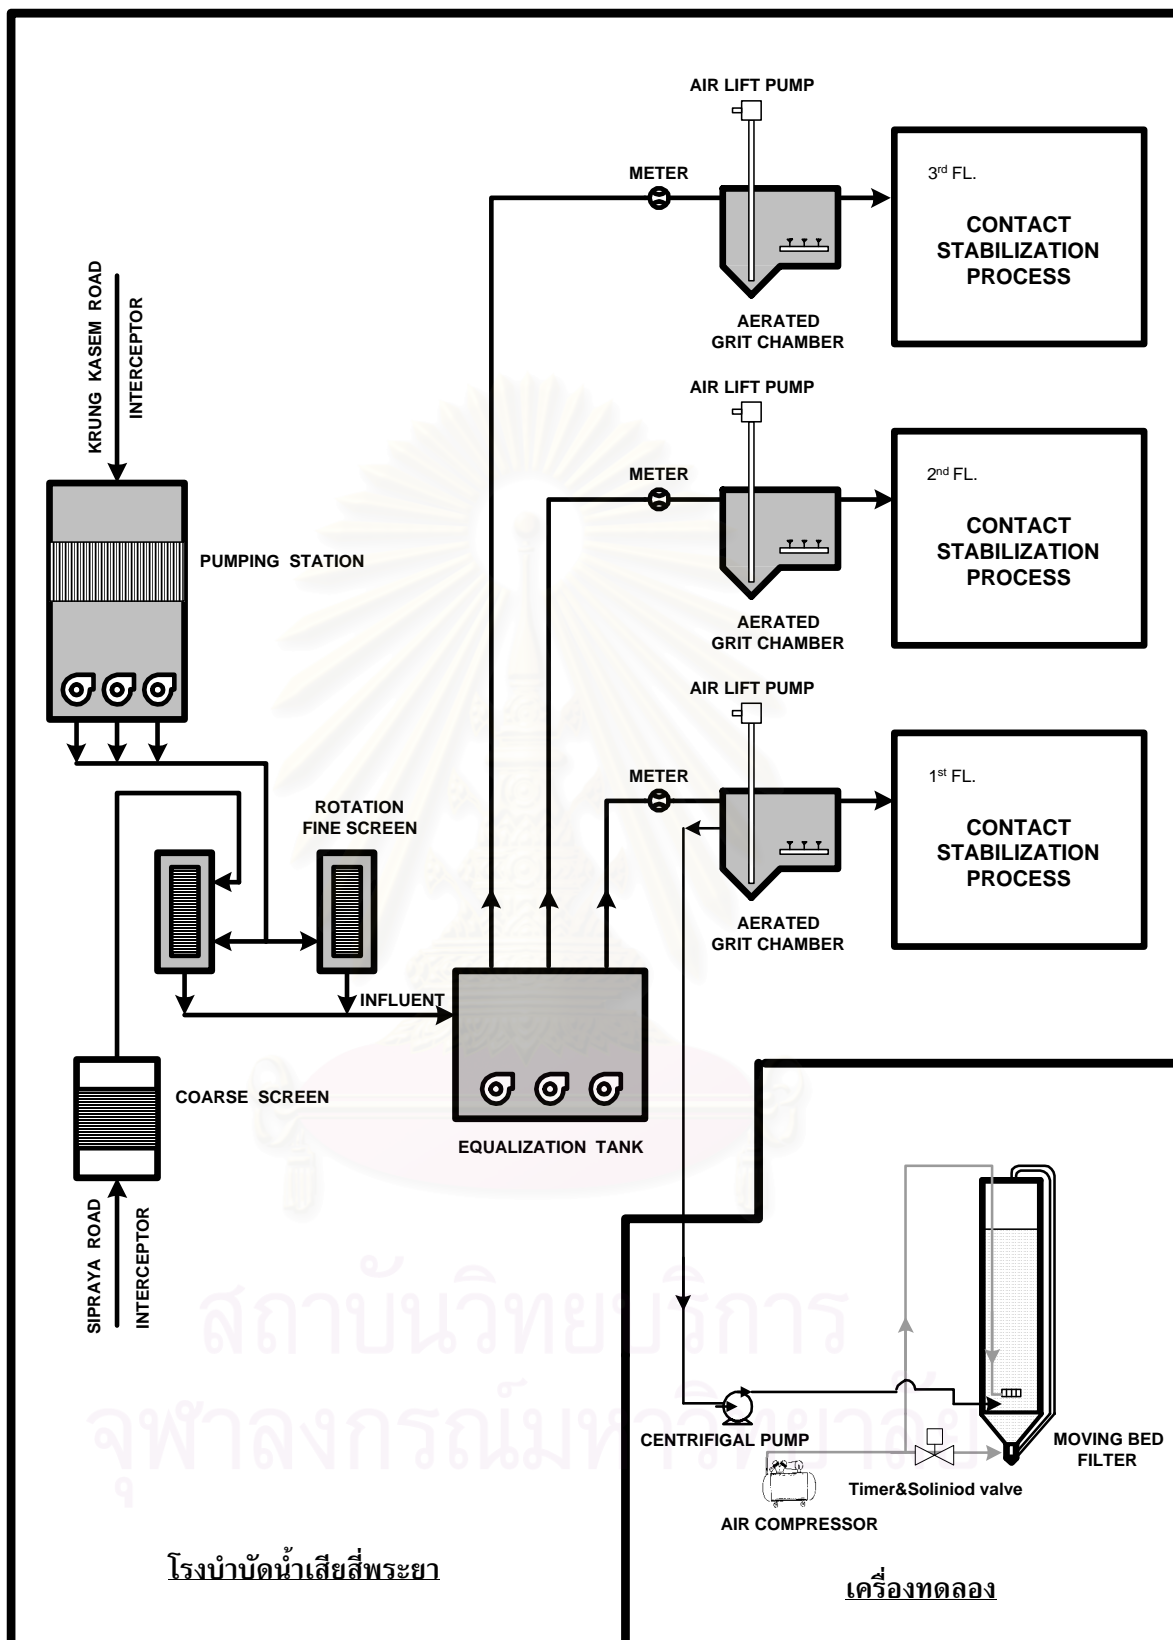 AIR LIFT PUMP
METER
3rd FL.
CONTACT
STABILIZATION
PROCESS
AERATED
GRIT CHAMBER
KRUNG KASEM ROAD
INTERCEPTOR
AIR LIFT PUMP
METER
2nd FL.
CONTACT
STABILIZATION
PROCESS
PUMPING STATION
AERATED
GRIT CHAMBER
AIR LIFT PUMP
METER
1st FL.
CONTACT
STABILIZATION
PROCESS
ROTATION
FINE SCREEN
AERATED
GRIT CHAMBER
INFLUENT
COARSE SCREEN
EQUALIZATION TANK
SIPRAYA ROAD
INTERCEPTOR
สถาบันวิทยบริการ
จุฬาลงกรณ์มหาวิทยาลัย
CENTRIFIGAL PUMP
MOVING BED
FILTER
Timer&Soliniod valve
AIR COMPRESSOR
โรงบำบัดน้ำเสียสี่พระยา
เครื่องทดลอง